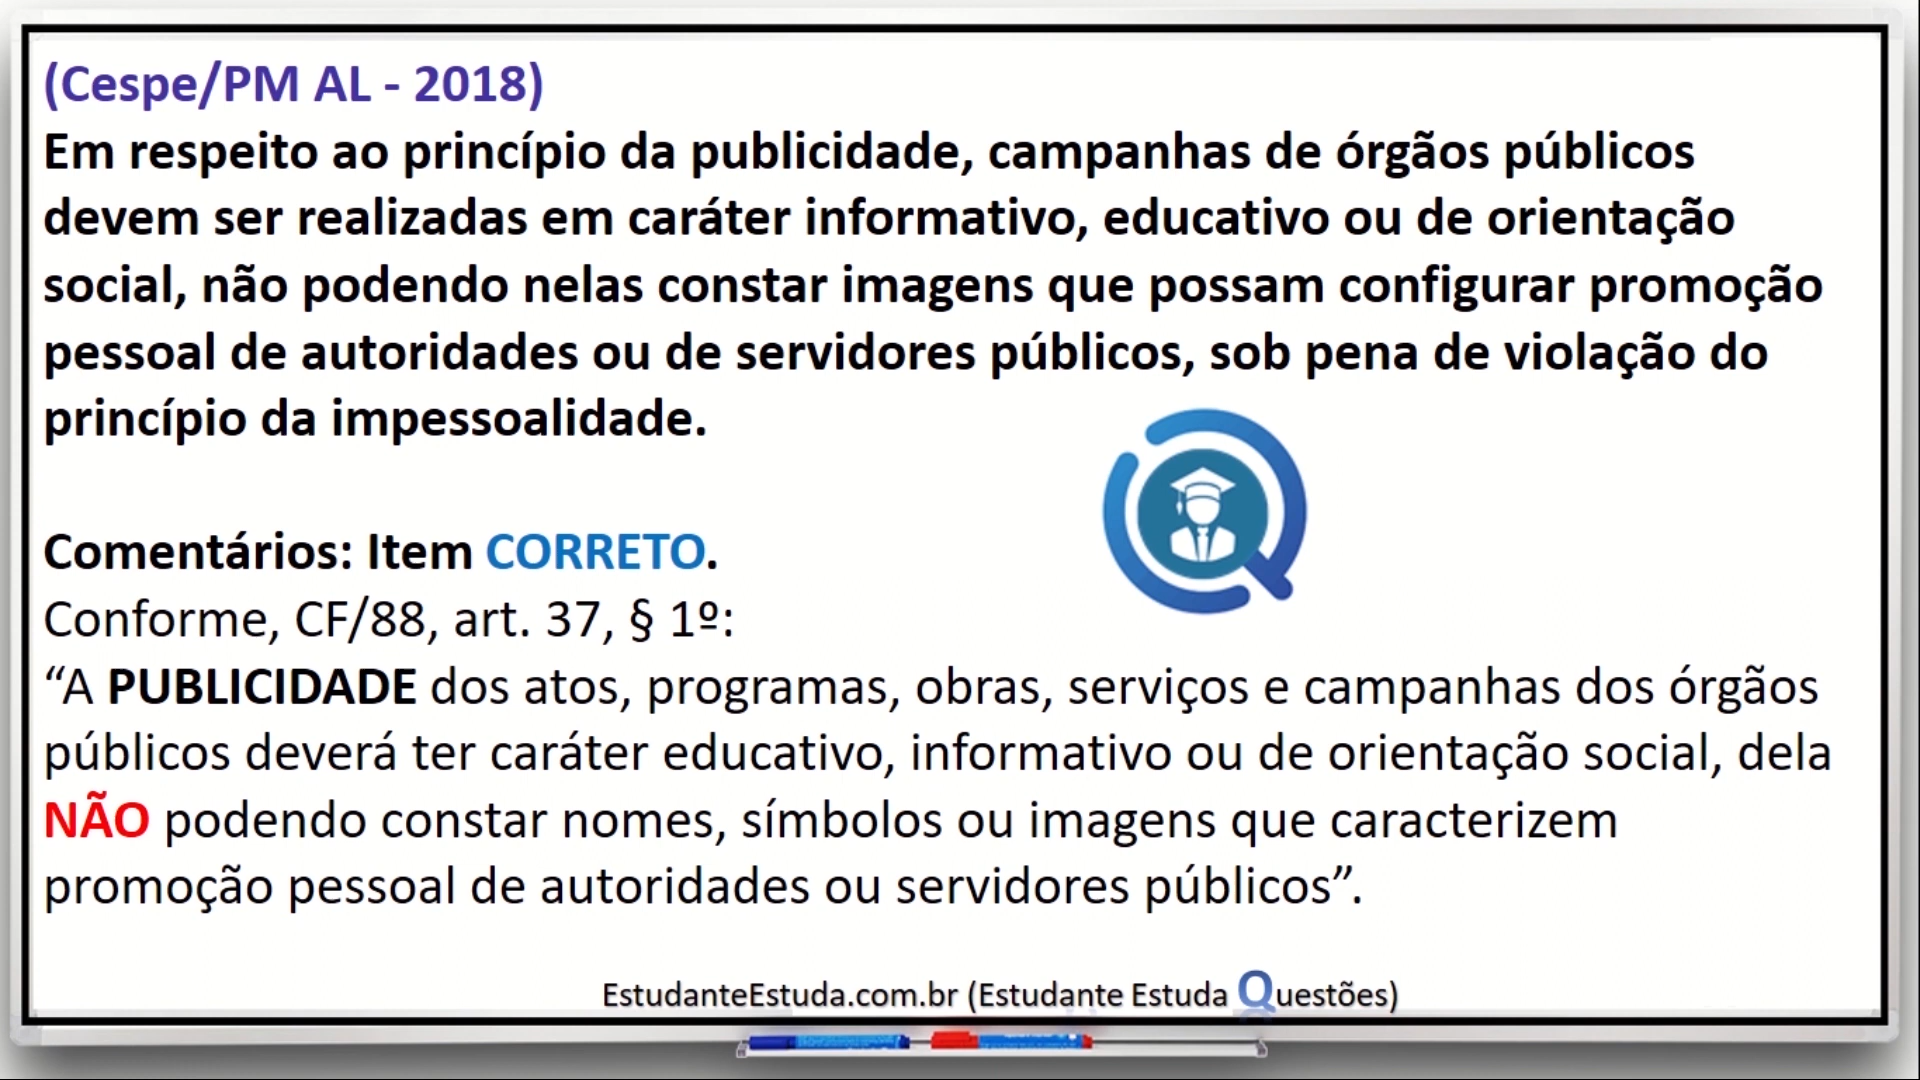 (Cespe/PM AL - 2018)
Em respeito ao princípio da publicidade, campanhas de órgãos públicos
devem ser realizadas em caráter informativo, educativo ou de orientação
social, não podendo nelas constar imagens que possam configurar promoção
pessoal de autoridades ou de servidores públicos, sob pena de violação do
princípio da impessoalidade.
Comentários: Item CORRETO.
Conforme, CF/88, art. 37, § 1º:
“A PUBLICIDADE dos atos, programas, obras, serviços e campanhas dos órgãos
públicos deverá ter caráter educativo, informativo ou de orientação social, dela
NÃO podendo constar nomes, símbolos ou imagens que caracterizem
promoção pessoal de autoridades ou servidores públicos”.
EstudanteEstuda.com.br (Estudante Estuda Questões)